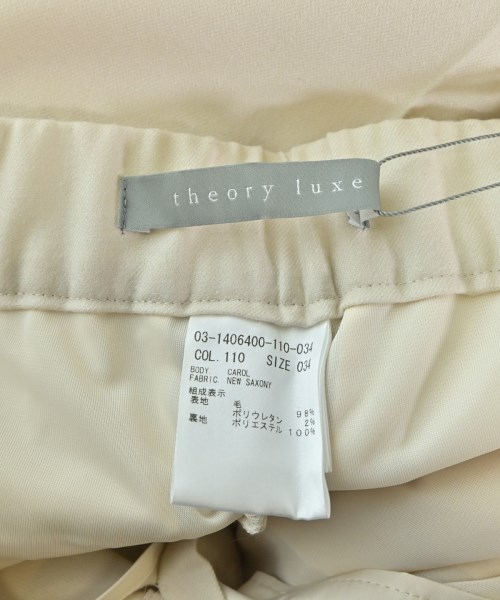 theory luxe
03-1406400-110-034
COL. 110 SIZE 034
BODY CAROL
FABRIC. NEW SAXONY
組成表示
表地 毛 98%
ポリウレタン 2%
裏地 ポリエステル 100%